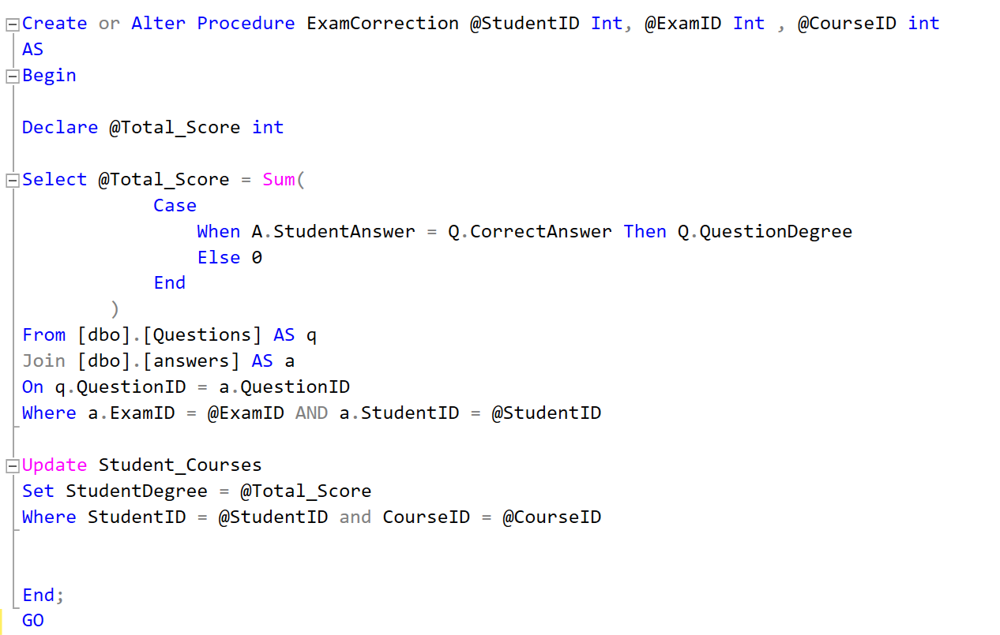 Create or Alter Procedure ExamCorrection @StudentID Int, @ExamID Int , @CourseID int
AS
Begin
Declare @Total_Score int
Select @Total_Score = Sum(
Case
When A.StudentAnswer = Q.CorrectAnswer Then Q.QuestionDegree
Else 0
End
)
From [dbo].[Questions] AS q
Join [dbo].[answers] AS a
On q.QuestionID = a.QuestionID
Where a.ExamID = @ExamID AND a.StudentID = @StudentID
Update Student_Courses
Set StudentDegree = @Total_Score
Where StudentID = @StudentID and CourseID = @CourseID
End;
GO